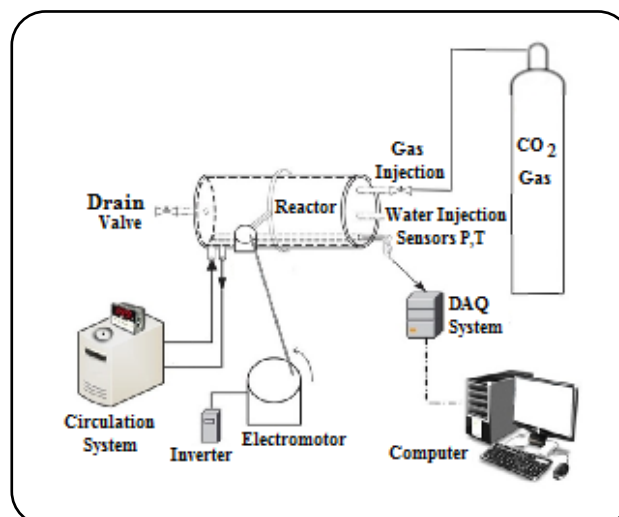 CO2
Gas
Gas
Injection
Reactor
Drain
Valve
Water Injection
Sensors P,T
DAQ
System
Circulation
System
Inverter
Electromotor
Computer